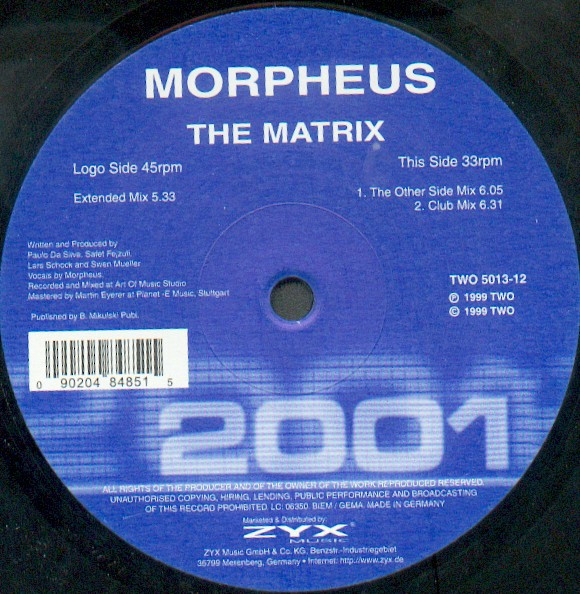 MORPHEUS
THE MATRIX
Logo Side 45rpm
This Side 33rpm
Extended Mix 5.33
1. The Other Side Mix 6.05
2. Club Mix 6.31
Written and Produced by
Paulo Da Silva, Safet Fejzuli,
Lars Schock and Swen Mueller
Vocals by Morpheus.
Recorded and Mixed at Art Of Music Studio
Mastered by Martin Eyerer at Planet -E Music, Stuttgart
Published by B. Mikulski Publ.
TWO 5013-12
℗ 1999 TWO
© 1999 TWO
0 90204 84851 5
2001
ALL RIGHTS OF THE PRODUCER AND OF THE OWNER OF THE WORK REPRODUCED RESERVED.
UNAUTHORISED COPYING, HIRING, LENDING, PUBLIC PERFORMANCE AND BROADCASTING
OF THIS RECORD PROHIBITED. LC: 06350. BIEM / GEMA. MADE IN GERMANY
Marketed & Distributed by:
ZYX
MUSIC
ZYX Music GmbH & Co. KG. Benzstr.-Industriegebiet
35799 Merenberg, Germany • Internet: http://www.zyx.de